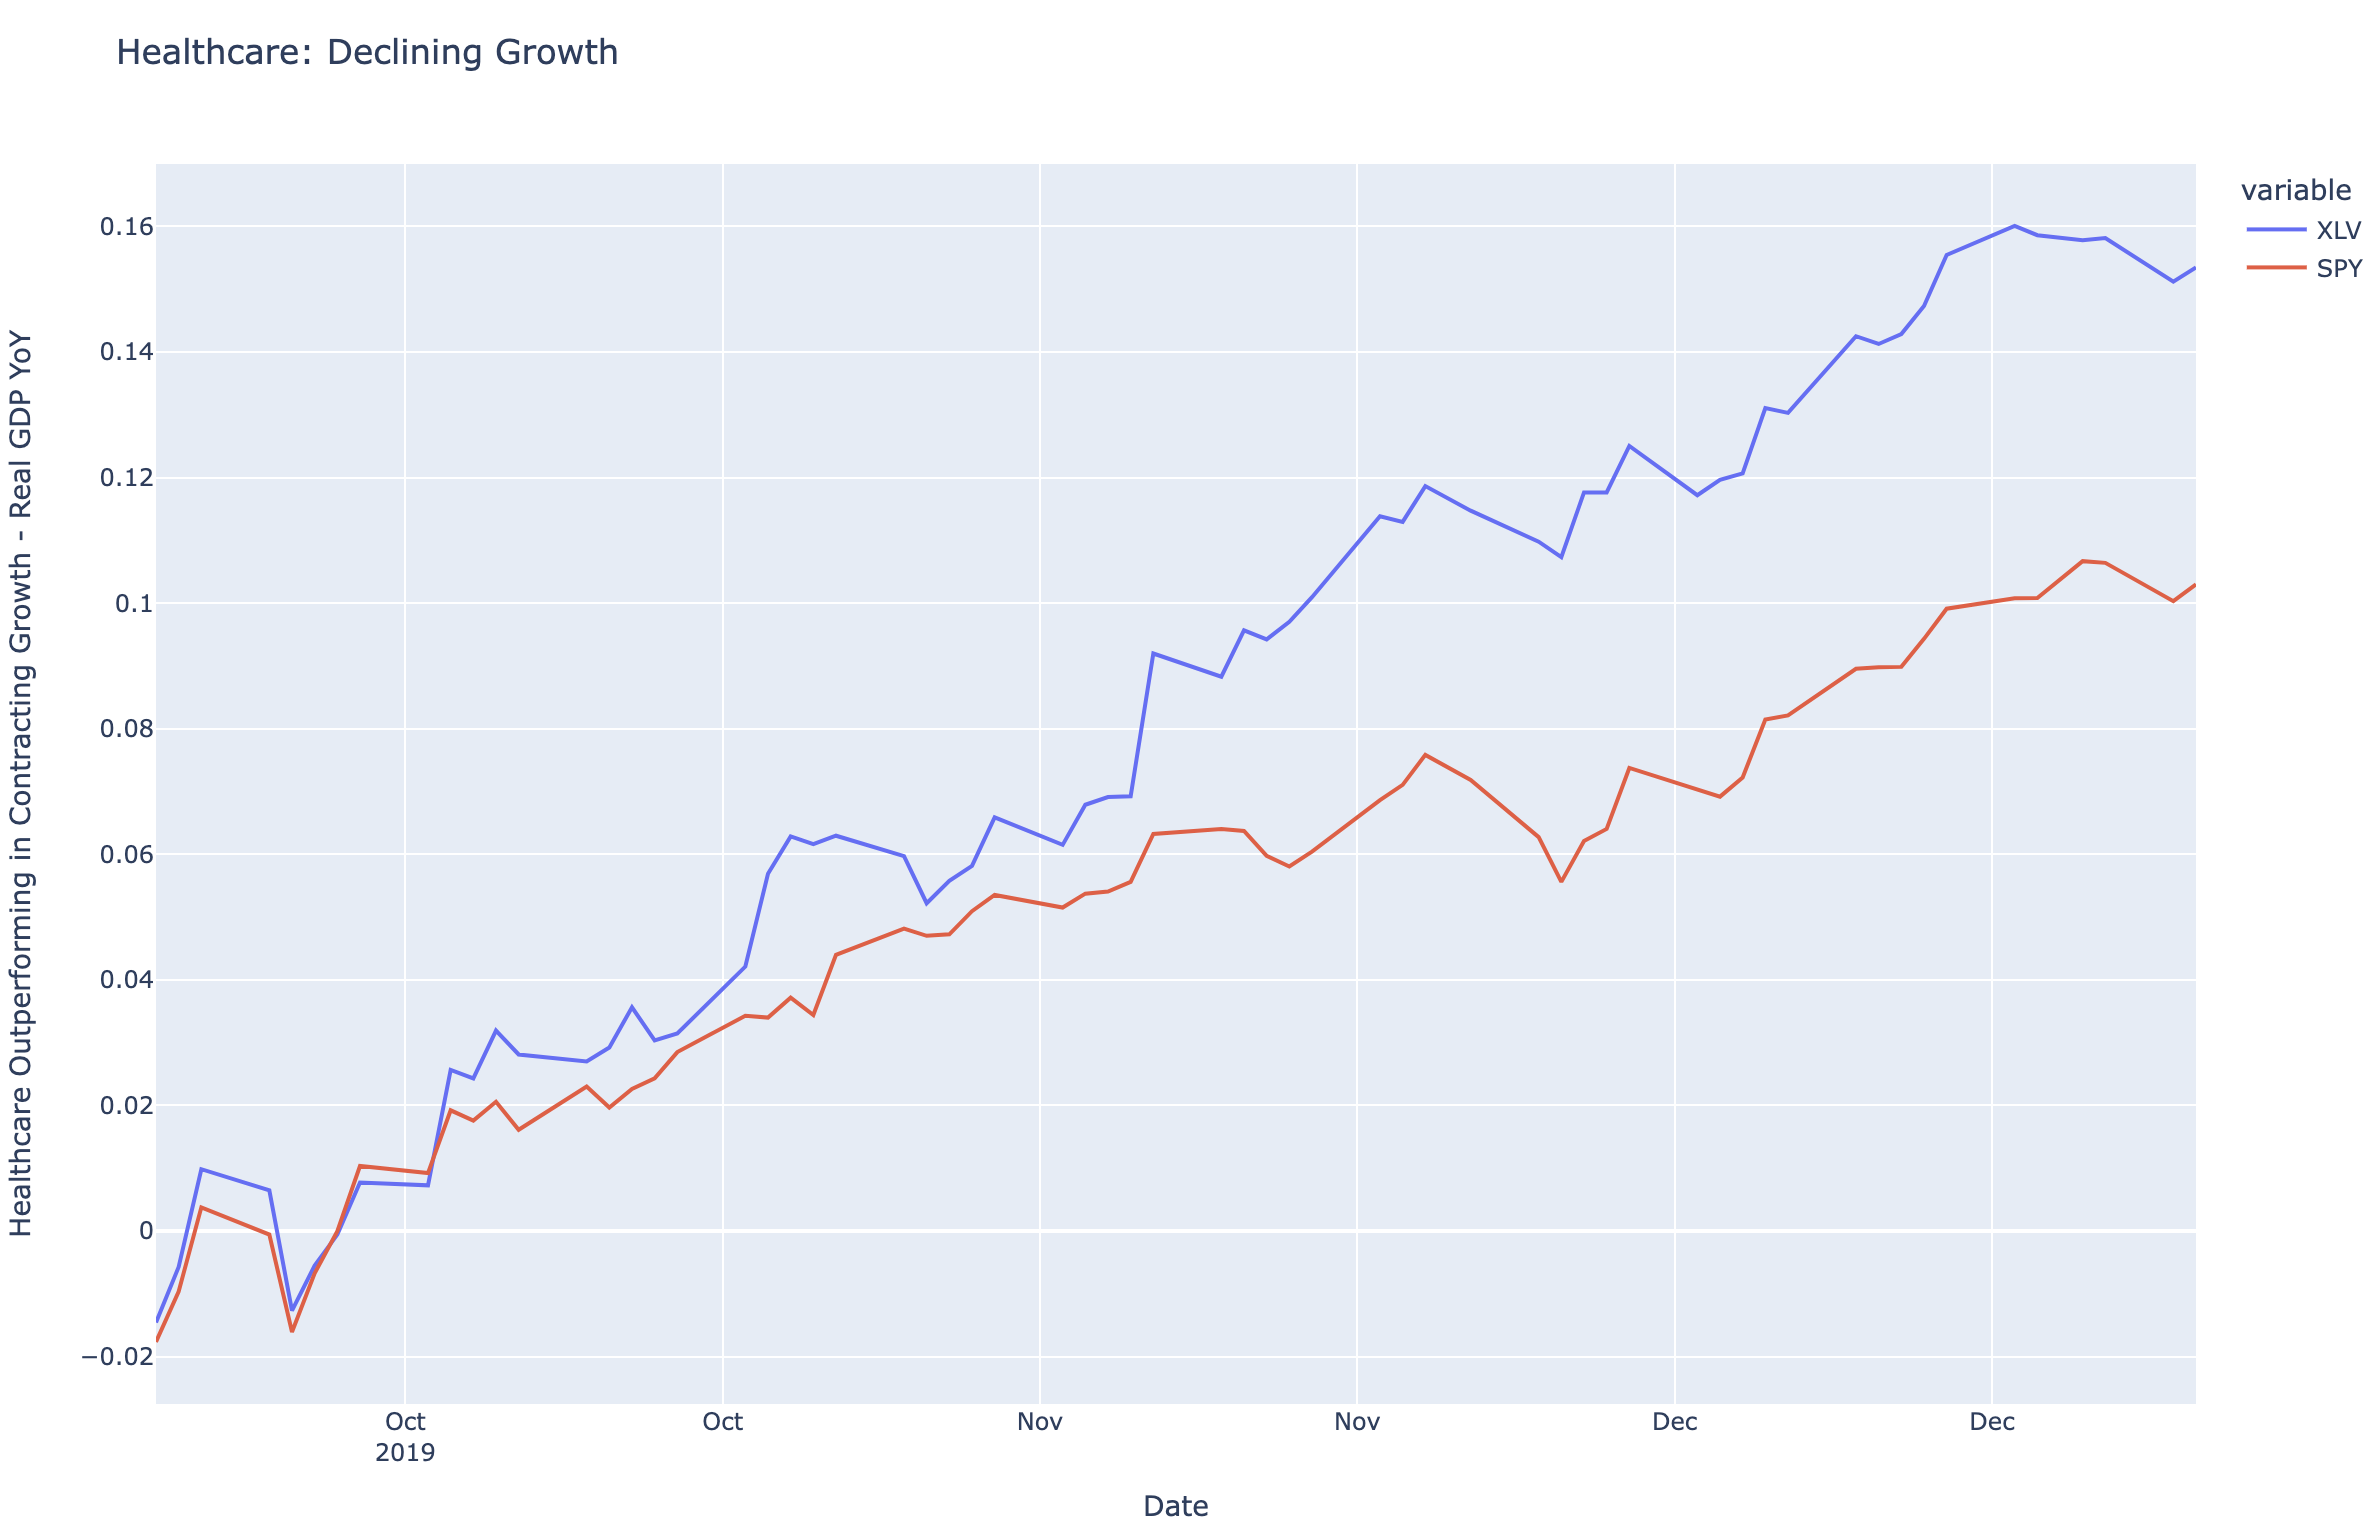 Healthcare: Declining Growth
variable
XLV
SPY
Healthcare Outperforming in Contracting Growth - Real GDP YoY
0.16
0.14
0.12
0.1
0.08
0.06
0.04
0.02
0
−0.02
Oct
2019
Oct
Nov
Nov
Dec
Dec
Date